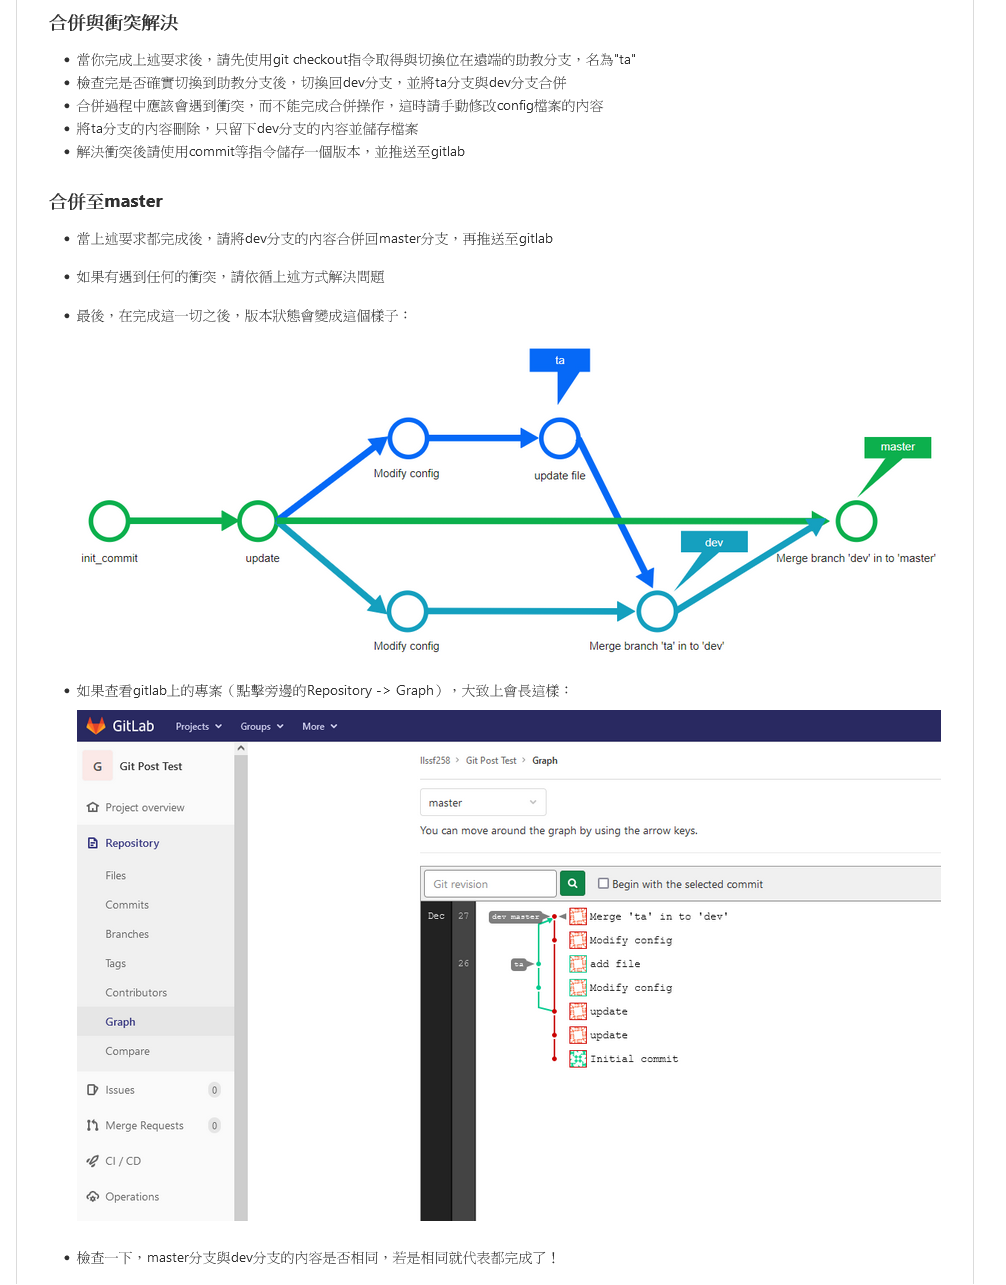 合併與衝突解決
當你完成上述要求後，請先使用git checkout指令取得與切換位在遠端的助教分支，名為"ta"
檢查完是否確實切換到助教分支後，切換回dev分支，並將ta分支與dev分支合併
合併過程中應該會遇到衝突，而不能完成合併操作，這時請手動修改config檔案的內容
將ta分支的內容刪除，只留下dev分支的內容並儲存檔案
解決衝突後請使用commit等指令儲存一個版本，並推送至gitlab
合併至master
當上述要求都完成後，請將dev分支的內容合併回master分支，再推送至gitlab
如果有遇到任何的衝突，請依循上述方式解決問題
最後，在完成這一切之後，版本狀態會變成這個樣子：
ta
master
Modify config
update file
dev
init_commit
update
Merge branch 'dev' in to 'master'
Modify config
Merge branch 'ta' in to 'dev'
如果查看gitlab上的專案（點擊旁邊的Repository -> Graph），大致上會長這樣：
GitLab Projects Groups More
G Git Post Test
llssf258 > Git Post Test > Graph
master
Project overview
You can move around the graph by using the arrow keys.
Repository
Files
Git revision Begin with the selected commit
Commits
Dec 27 dev master Merge 'ta' in to 'dev'
Branches
Modify config
Tags
26 ta add file
Contributors
Modify config
Graph
update
Compare
update
Initial commit
Issues 0
Merge Requests 0
CI / CD
Operations
檢查一下，master分支與dev分支的內容是否相同，若是相同就代表都完成了！